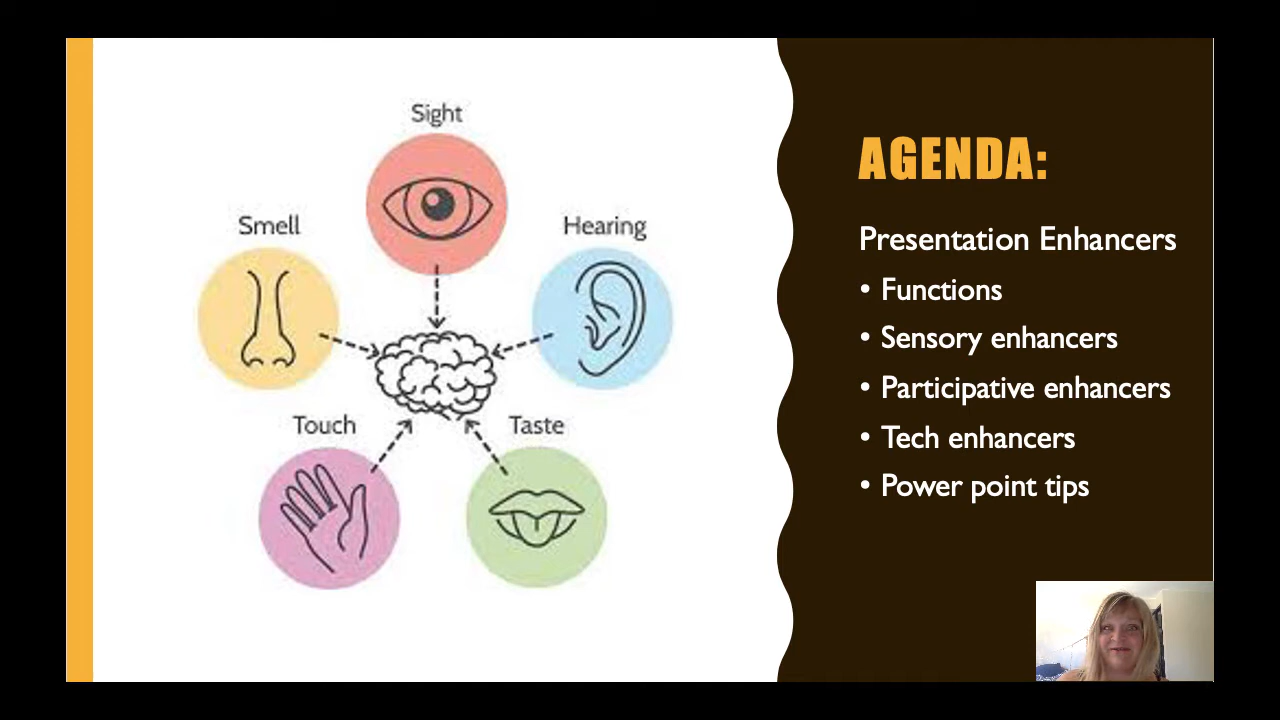 Sight
Smell
Hearing
Touch
Taste
AGENDA:
Presentation Enhancers
• Functions
• Sensory enhancers
• Participative enhancers
• Tech enhancers
• Power point tips